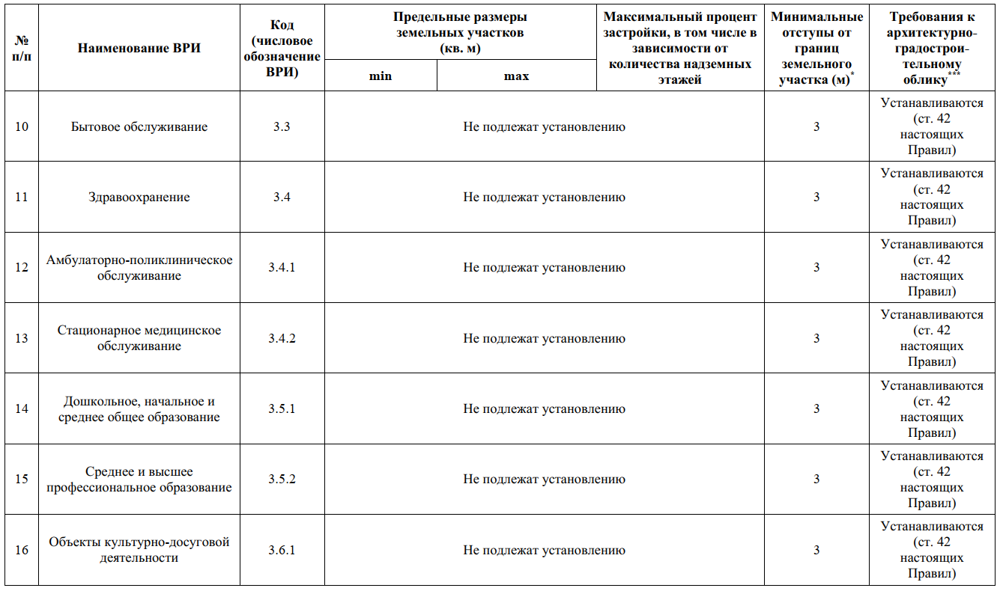 №
п/п
Наименование ВРИ
Код
(числовое
обозначение
ВРИ)
Предельные размеры
земельных участков
(кв. м)
min
max
Максимальный процент
застройки, в том числе в
зависимости от
количества надземных
этажей
Минимальные
отступы от
границ
земельного
участка (м)*
Требования к
архитектурно-
градострои-
тельному
облику***
10
Бытовое обслуживание
3.3
Не подлежат установлению
3
Устанавливаются
(ст. 42
настоящих
Правил)
11
Здравоохранение
3.4
Не подлежат установлению
3
Устанавливаются
(ст. 42
настоящих
Правил)
12
Амбулаторно-поликлиническое
обслуживание
3.4.1
Не подлежат установлению
3
Устанавливаются
(ст. 42
настоящих
Правил)
13
Стационарное медицинское
обслуживание
3.4.2
Не подлежат установлению
3
Устанавливаются
(ст. 42
настоящих
Правил)
14
Дошкольное, начальное и
среднее общее образование
3.5.1
Не подлежат установлению
3
Устанавливаются
(ст. 42
настоящих
Правил)
15
Среднее и высшее
профессиональное образование
3.5.2
Не подлежат установлению
3
Устанавливаются
(ст. 42
настоящих
Правил)
16
Объекты культурно-досуговой
деятельности
3.6.1
Не подлежат установлению
3
Устанавливаются
(ст. 42
настоящих
Правил)